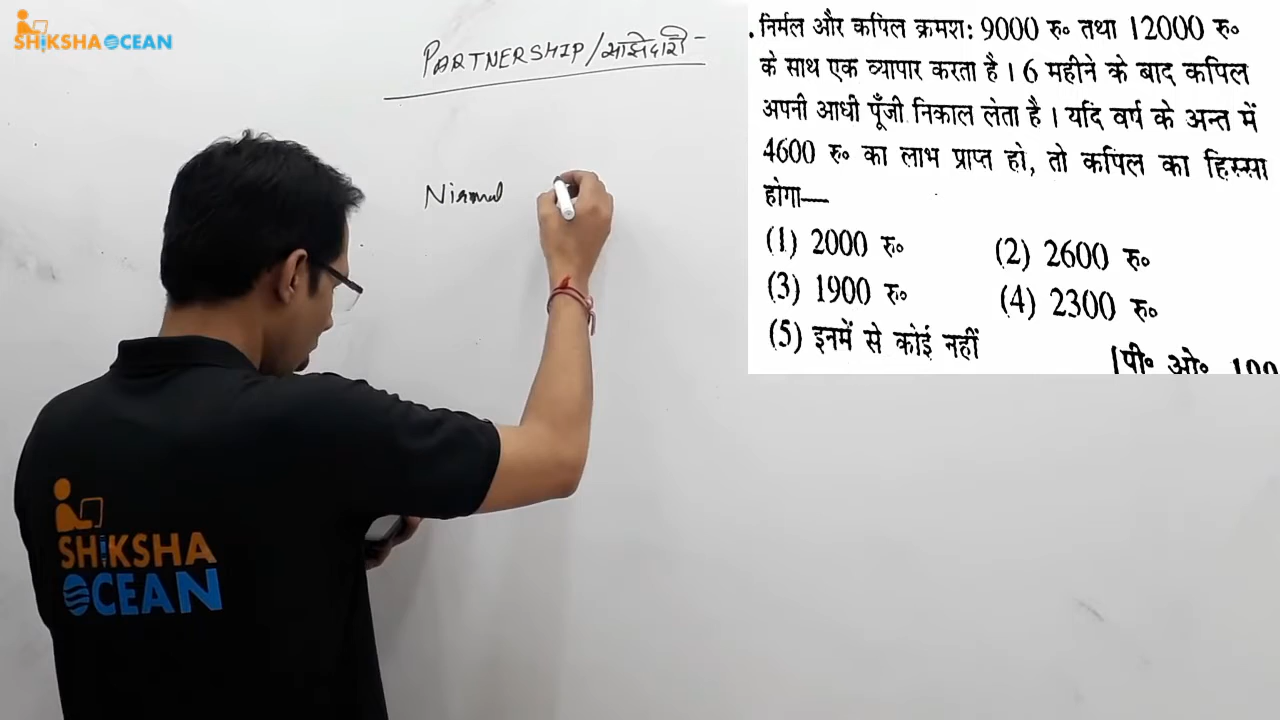 SHIKSHA OCEAN
PARTNERSHIP/साझेदारी
Nirmal
निर्मल और कपिल क्रमश: 9000 रु० तथा 12000 रु०
के साथ एक व्यापार करता है । 6 महीने के बाद कपिल
अपनी आधी पूँजी निकाल लेता है । यदि वर्ष के अन्त में
4600 रु० का लाभ प्राप्त हो, तो कपिल का हिस्सा
होगा—
(1) 2000 रु० (2) 2600 रु०
(3) 1900 रु० (4) 2300 रु०
(5) इनमें से कोई नहीं
[पी० ओ०
SHIKSHA
OCEAN